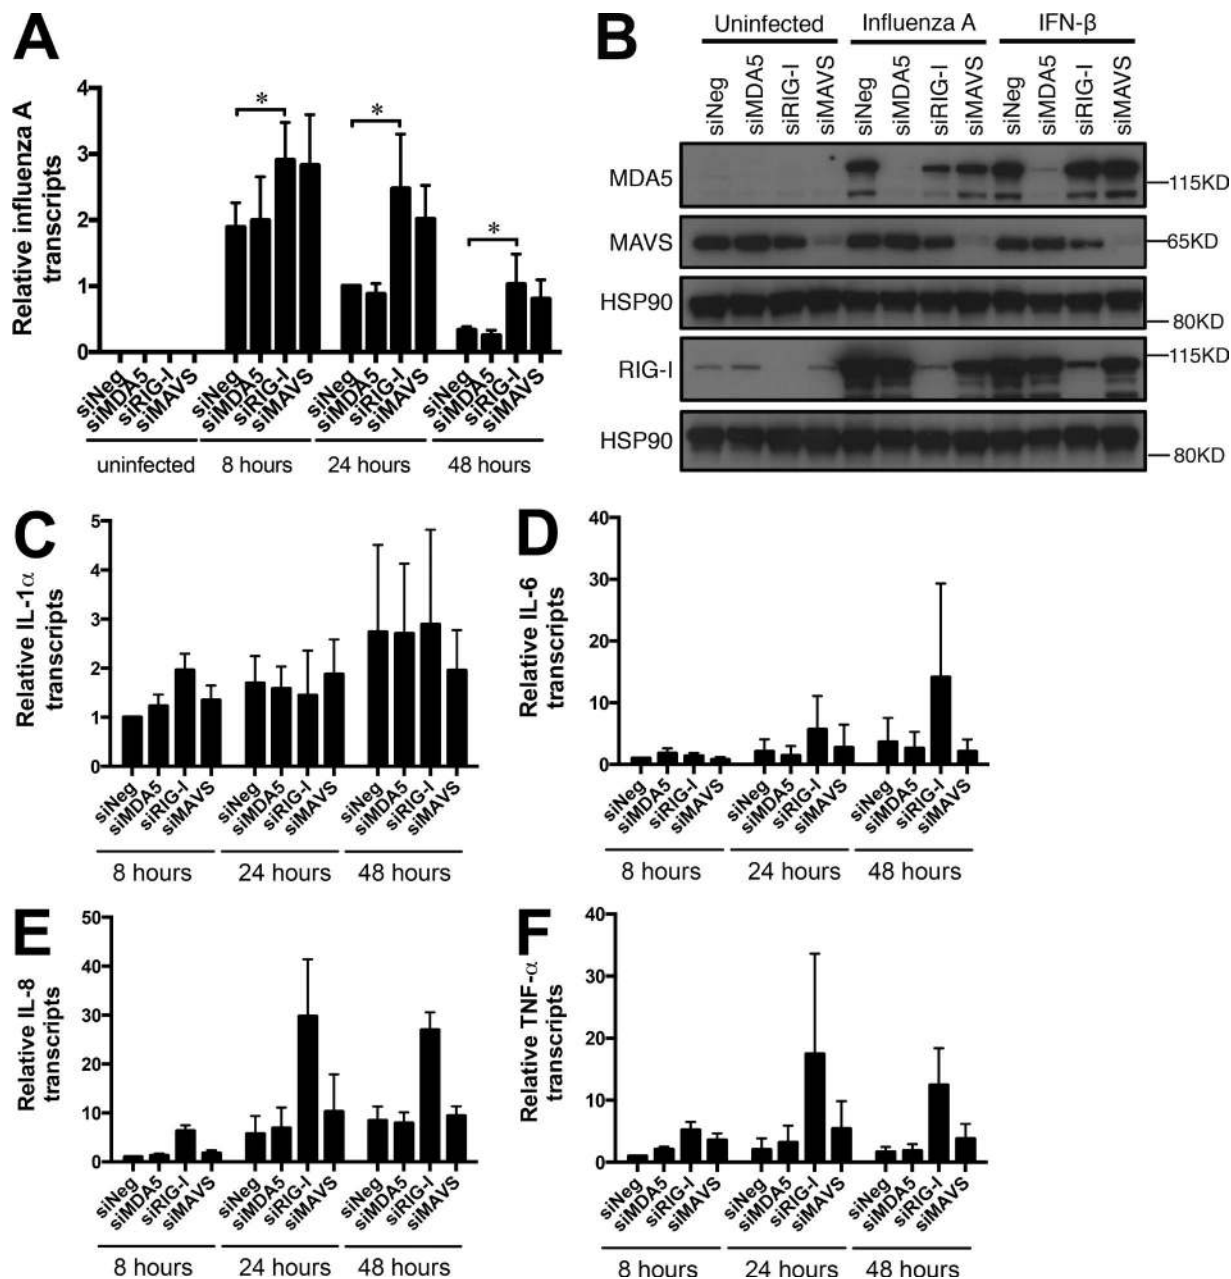 A
Relative influenza A
transcripts
4
3
2
1
0
*
*
*
siNeg
siMDA5
siRIG-I
siMAVS
siNeg
siMDA5
siRIG-I
siMAVS
siNeg
siMDA5
siRIG-I
siMAVS
siNeg
siMDA5
siRIG-I
siMAVS
uninfected
8 hours
24 hours
48 hours
B
Uninfected
Influenza A
IFN-β
siNeg
siMDA5
siRIG-I
siMAVS
siNeg
siMDA5
siRIG-I
siMAVS
siNeg
siMDA5
siRIG-I
siMAVS
MDA5
115KD
MAVS
65KD
HSP90
80KD
RIG-I
115KD
HSP90
80KD
C
Relative IL-1α
transcripts
5
4
3
2
1
0
siNeg
siMDA5
siRIG-I
siMAVS
siNeg
siMDA5
siRIG-I
siMAVS
siNeg
siMDA5
siRIG-I
siMAVS
8 hours
24 hours
48 hours
D
Relative IL-6
transcripts
40
30
20
10
0
siNeg
siMDA5
siRIG-I
siMAVS
siNeg
siMDA5
siRIG-I
siMAVS
siNeg
siMDA5
siRIG-I
siMAVS
8 hours
24 hours
48 hours
E
Relative IL-8
transcripts
50
40
30
20
10
0
siNeg
siMDA5
siRIG-I
siMAVS
siNeg
siMDA5
siRIG-I
siMAVS
siNeg
siMDA5
siRIG-I
siMAVS
8 hours
24 hours
48 hours
F
Relative TNF-α
transcripts
40
30
20
10
0
siNeg
siMDA5
siRIG-I
siMAVS
siNeg
siMDA5
siRIG-I
siMAVS
siNeg
siMDA5
siRIG-I
siMAVS
8 hours
24 hours
48 hours